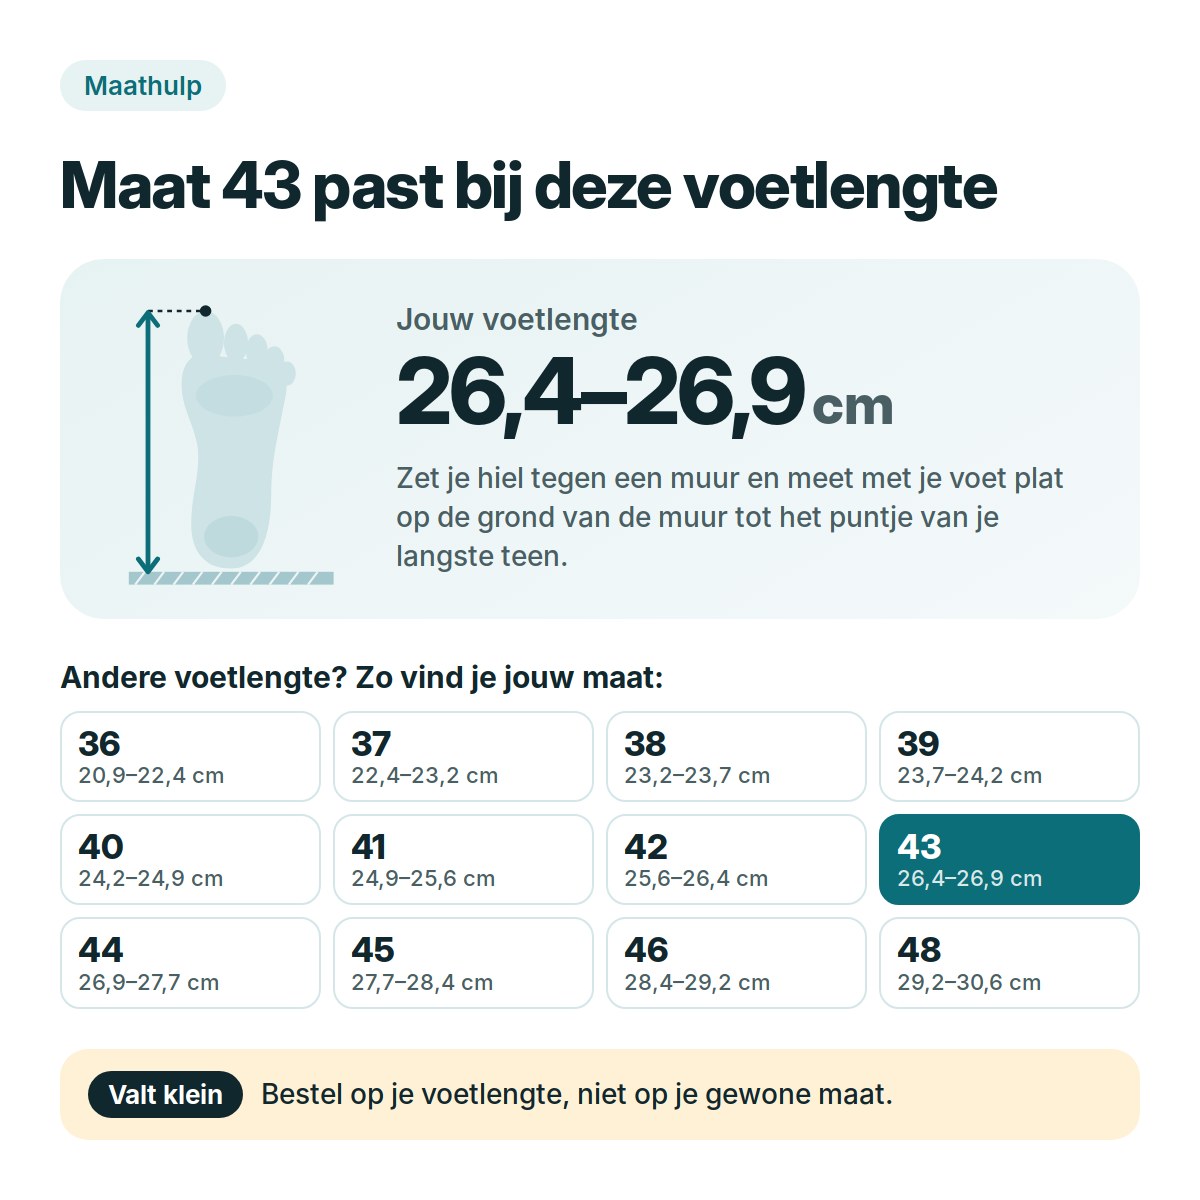 Maathulp
Maat 43 past bij deze voetlengte
Jouw voetlengte
26,4–26,9 cm
Zet je hiel tegen een muur en meet met je voet plat
op de grond van de muur tot het puntje van je
langste teen.
Andere voetlengte? Zo vind je jouw maat:
36
20,9–22,4 cm
37
22,4–23,2 cm
38
23,2–23,7 cm
39
23,7–24,2 cm
40
24,2–24,9 cm
41
24,9–25,6 cm
42
25,6–26,4 cm
43
26,4–26,9 cm
44
26,9–27,7 cm
45
27,7–28,4 cm
46
28,4–29,2 cm
48
29,2–30,6 cm
Valt klein
Bestel op je voetlengte, niet op je gewone maat.